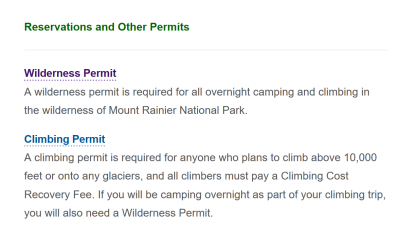 Reservations and Other Permits
Wilderness Permit
A wilderness permit is required for all overnight camping and climbing in
the wilderness of Mount Rainier National Park.
Climbing Permit
A climbing permit is required for anyone who plans to climb above 10,000
feet or onto any glaciers, and all climbers must pay a Climbing Cost
Recovery Fee. If you will be camping overnight as part of your climbing trip,
you will also need a Wilderness Permit.